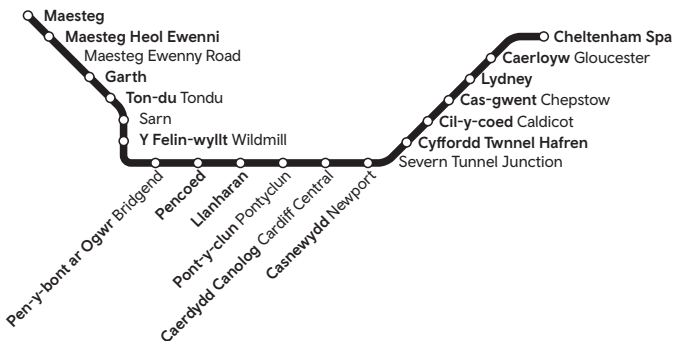 Maesteg
Maesteg Heol Ewenni
Maesteg Ewenny Road
Garth
Ton-du Tondu
Sarn
Y Felin-wyllt Wildmill
Pen-y-bont ar Ogwr Bridgend
Pencoed
Llanharan
Pont-y-clun Pontyclun
Caerdydd Canolog Cardiff Central
Casnewydd Newport
Cyffordd Twnnel Hafren
Severn Tunnel Junction
Cil-y-coed Caldicot
Cas-gwent Chepstow
Lydney
Caerloyw Gloucester
Cheltenham Spa